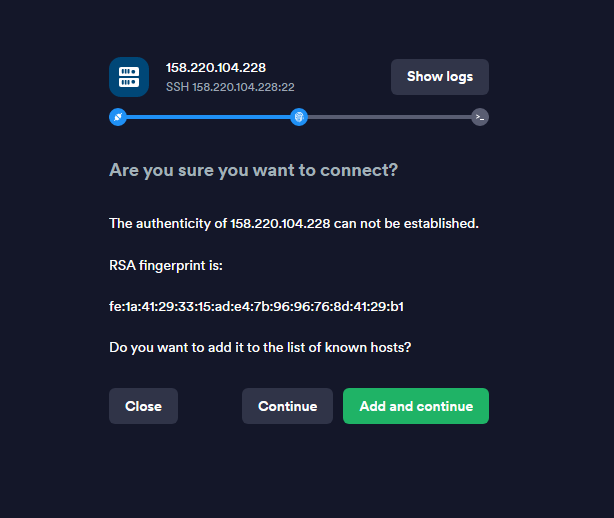 158.220.104.228
SSH 158.220.104.228:22
Show logs
>_
Are you sure you want to connect?
The authenticity of 158.220.104.228 can not be established.
RSA fingerprint is:
fe:1a:41:29:33:15:ad:e4:7b:96:96:76:8d:41:29:b1
Do you want to add it to the list of known hosts?
Close
Continue
Add and continue